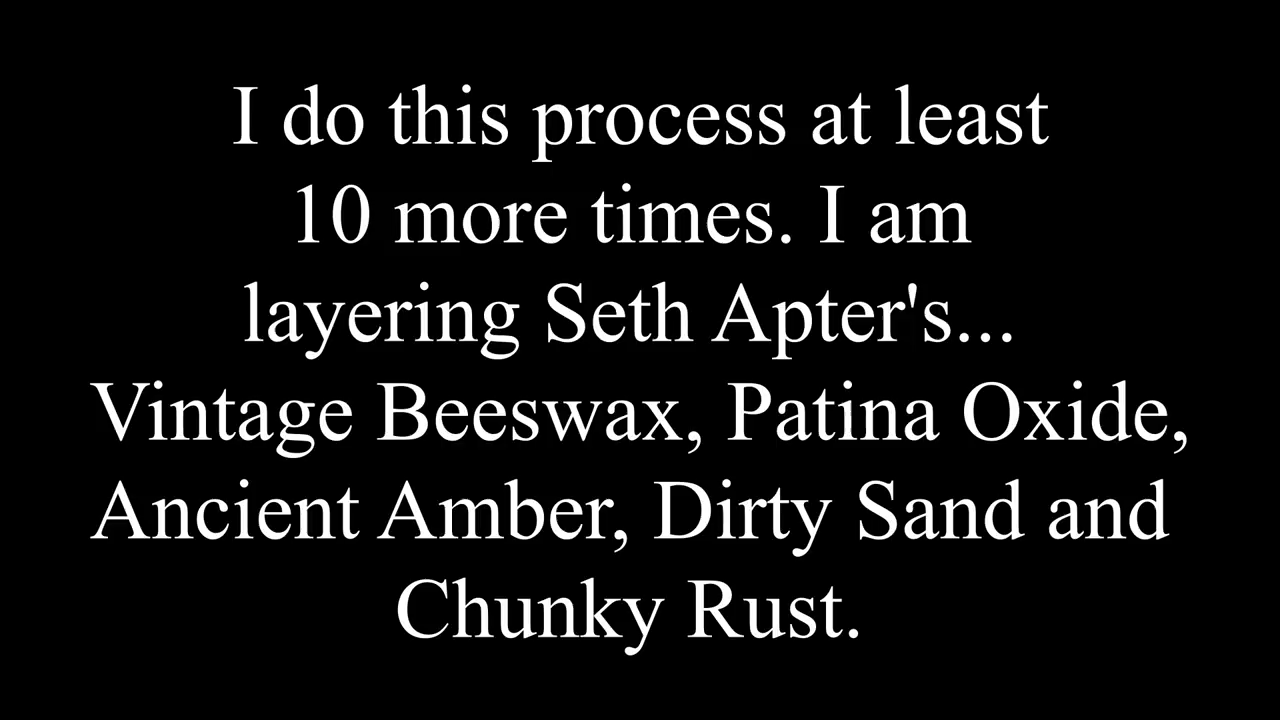 I do this process at least
10 more times. I am
layering Seth Apter's...
Vintage Beeswax, Patina Oxide,
Ancient Amber, Dirty Sand and
Chunky Rust.